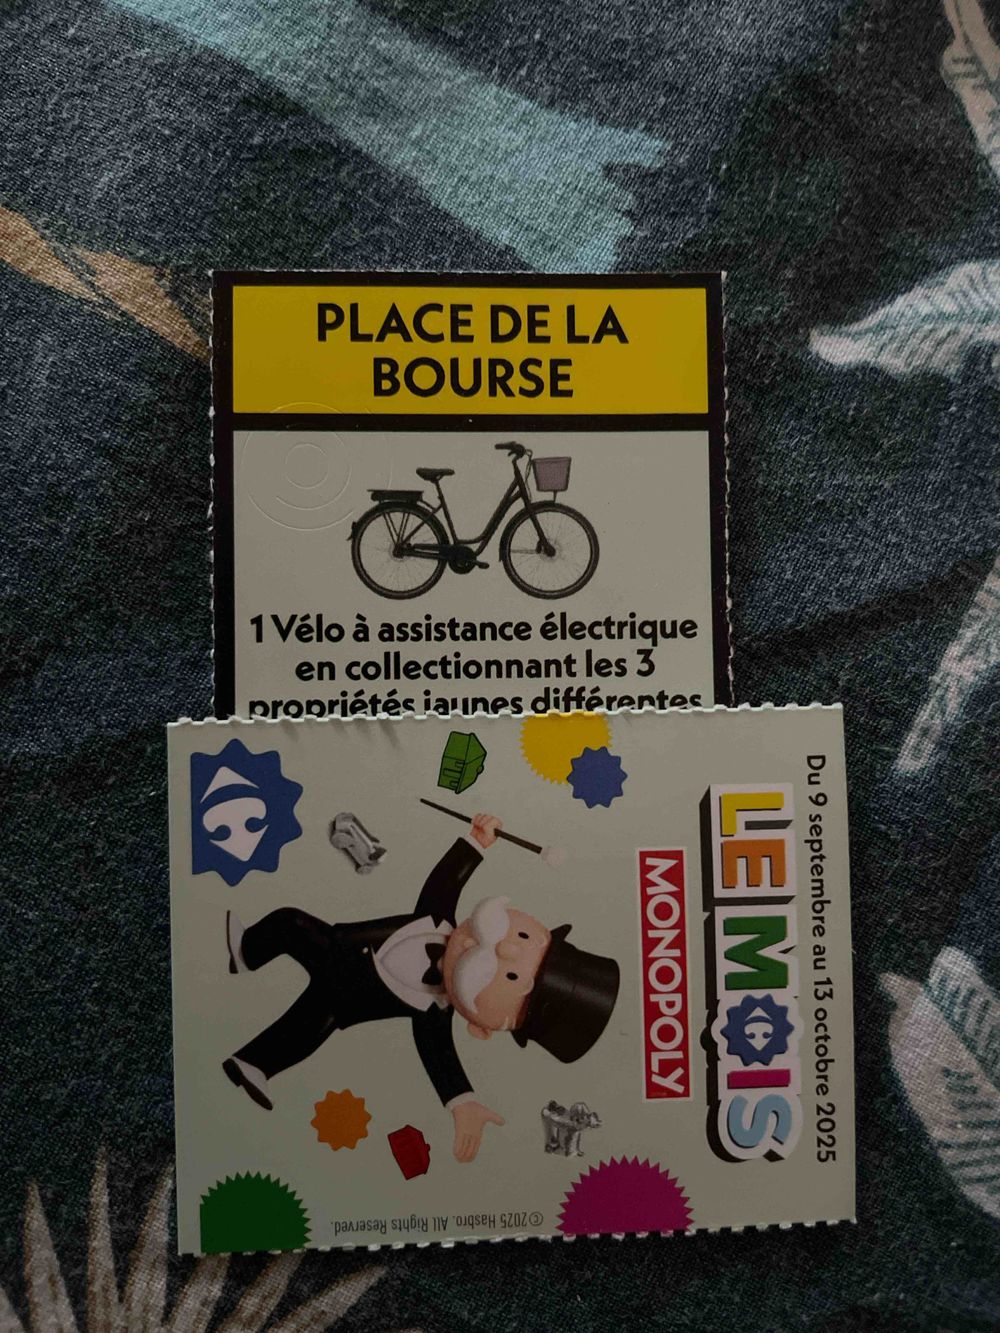 PLACE DE LA
BOURSE
1 Vélo à assistance électrique
en collectionnant les 3
propriétés jaunes différentes
Du 9 septembre au 13 octobre 2025
LE MOIS
MONOPOLY
©2025 Hasbro. All Rights Reserved.